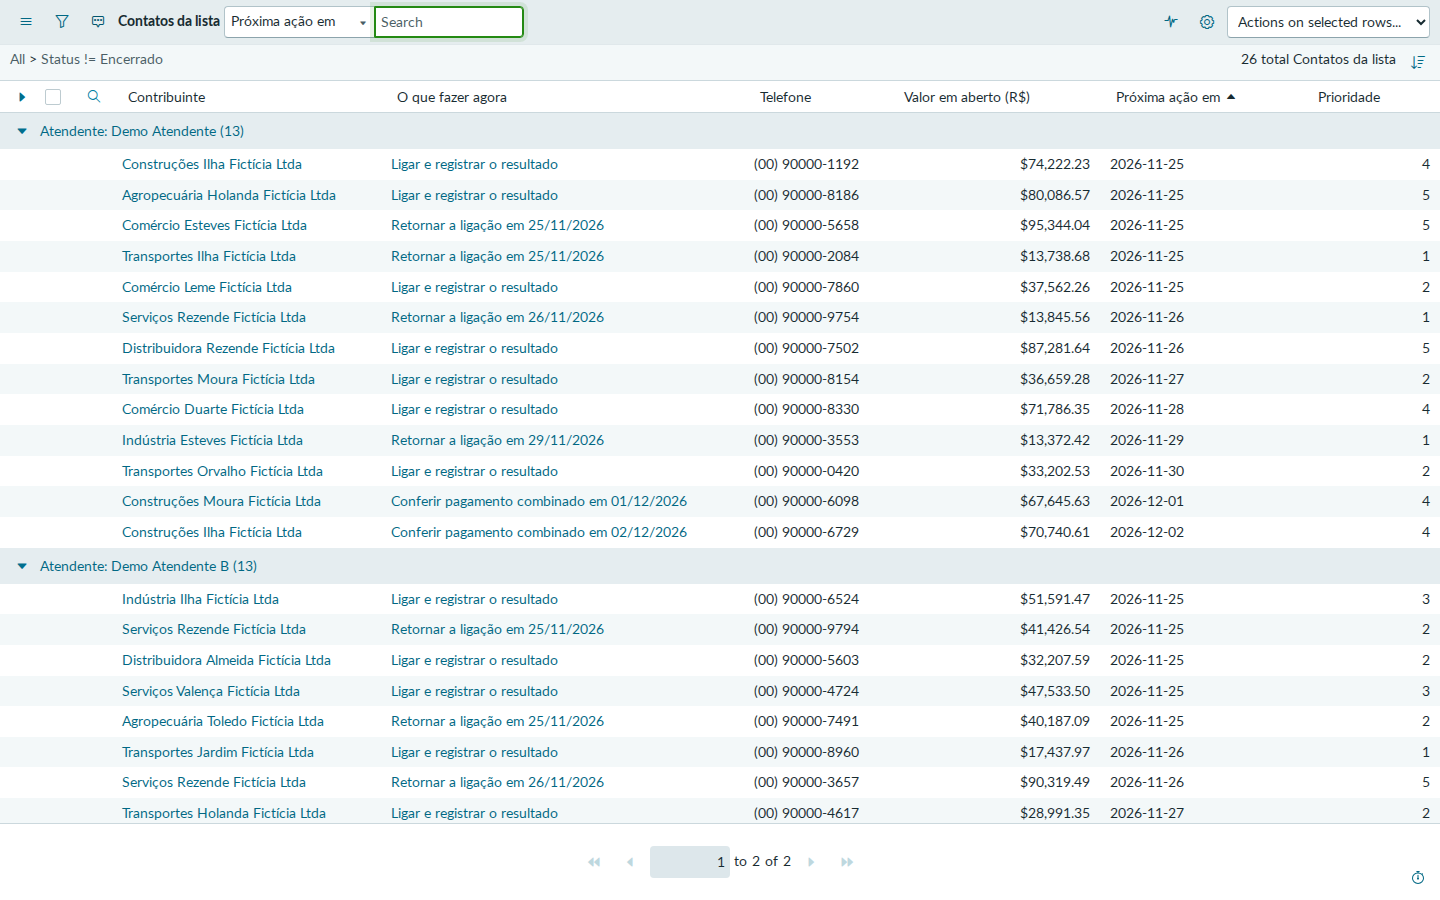 Contatos da lista Próxima ação em Search Actions on selected rows...
All > Status != Encerrado 26 total Contatos da lista
Contribuinte O que fazer agora Telefone Valor em aberto (R$) Próxima ação em Prioridade
Atendente: Demo Atendente (13)
Construções Ilha Fictícia Ltda Ligar e registrar o resultado (00) 90000-1192 $74,222.23 2026-11-25 4
Agropecuária Holanda Fictícia Ltda Ligar e registrar o resultado (00) 90000-8186 $80,086.57 2026-11-25 5
Comércio Esteves Fictícia Ltda Retornar a ligação em 25/11/2026 (00) 90000-5658 $95,344.04 2026-11-25 5
Transportes Ilha Fictícia Ltda Retornar a ligação em 25/11/2026 (00) 90000-2084 $13,738.68 2026-11-25 1
Comércio Leme Fictícia Ltda Ligar e registrar o resultado (00) 90000-7860 $37,562.26 2026-11-25 2
Serviços Rezende Fictícia Ltda Retornar a ligação em 26/11/2026 (00) 90000-9754 $13,845.56 2026-11-26 1
Distribuidora Rezende Fictícia Ltda Ligar e registrar o resultado (00) 90000-7502 $87,281.64 2026-11-26 5
Transportes Moura Fictícia Ltda Ligar e registrar o resultado (00) 90000-8154 $36,659.28 2026-11-27 2
Comércio Duarte Fictícia Ltda Ligar e registrar o resultado (00) 90000-8330 $71,786.35 2026-11-28 4
Indústria Esteves Fictícia Ltda Retornar a ligação em 29/11/2026 (00) 90000-3553 $13,372.42 2026-11-29 1
Transportes Orvalho Fictícia Ltda Ligar e registrar o resultado (00) 90000-0420 $33,202.53 2026-11-30 2
Construções Moura Fictícia Ltda Conferir pagamento combinado em 01/12/2026 (00) 90000-6098 $67,645.63 2026-12-01 4
Construções Ilha Fictícia Ltda Conferir pagamento combinado em 02/12/2026 (00) 90000-6729 $70,740.61 2026-12-02 4
Atendente: Demo Atendente B (13)
Indústria Ilha Fictícia Ltda Ligar e registrar o resultado (00) 90000-6524 $51,591.47 2026-11-25 3
Serviços Rezende Fictícia Ltda Retornar a ligação em 25/11/2026 (00) 90000-9794 $41,426.54 2026-11-25 2
Distribuidora Almeida Fictícia Ltda Ligar e registrar o resultado (00) 90000-5603 $32,207.59 2026-11-25 2
Serviços Valença Fictícia Ltda Ligar e registrar o resultado (00) 90000-4724 $47,533.50 2026-11-25 3
Agropecuária Toledo Fictícia Ltda Retornar a ligação em 25/11/2026 (00) 90000-7491 $40,187.09 2026-11-25 2
Transportes Jardim Fictícia Ltda Ligar e registrar o resultado (00) 90000-8960 $17,437.97 2026-11-26 1
Serviços Rezende Fictícia Ltda Retornar a ligação em 26/11/2026 (00) 90000-3657 $90,319.49 2026-11-26 5
Transportes Holanda Fictícia Ltda Ligar e registrar o resultado (00) 90000-4617 $28,991.35 2026-11-27 2
1 to 2 of 2